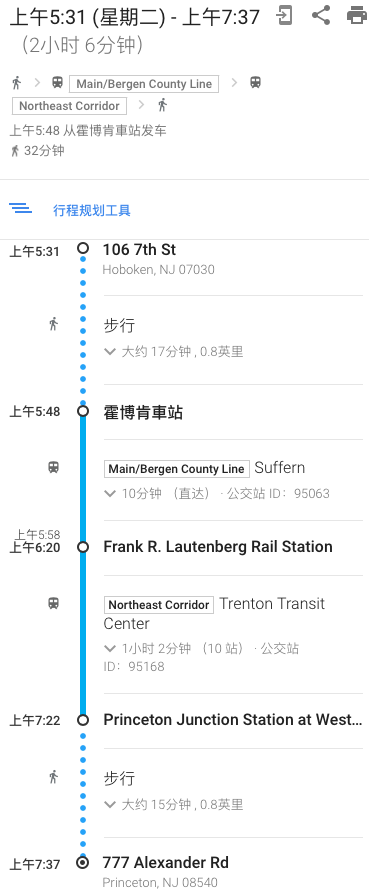 上午5:31 (星期二) - 上午7:37
（2小时 6分钟）
Main/Bergen County Line
Northeast Corridor
上午5:48 从霍博肯車站发车
32分钟
行程规划工具
上午5:31 106 7th St
Hoboken, NJ 07030
步行
大约 17分钟 , 0.8英里
上午5:48 霍博肯車站
Main/Bergen County Line Suffern
10分钟 （直达） · 公交站 ID： 95063
上午5:58
上午6:20 Frank R. Lautenberg Rail Station
Northeast Corridor Trenton Transit
Center
1小时 2分钟 （10 站） · 公交站
ID： 95168
上午7:22 Princeton Junction Station at West...
步行
大约 15分钟 , 0.8英里
上午7:37 777 Alexander Rd
Princeton, NJ 08540